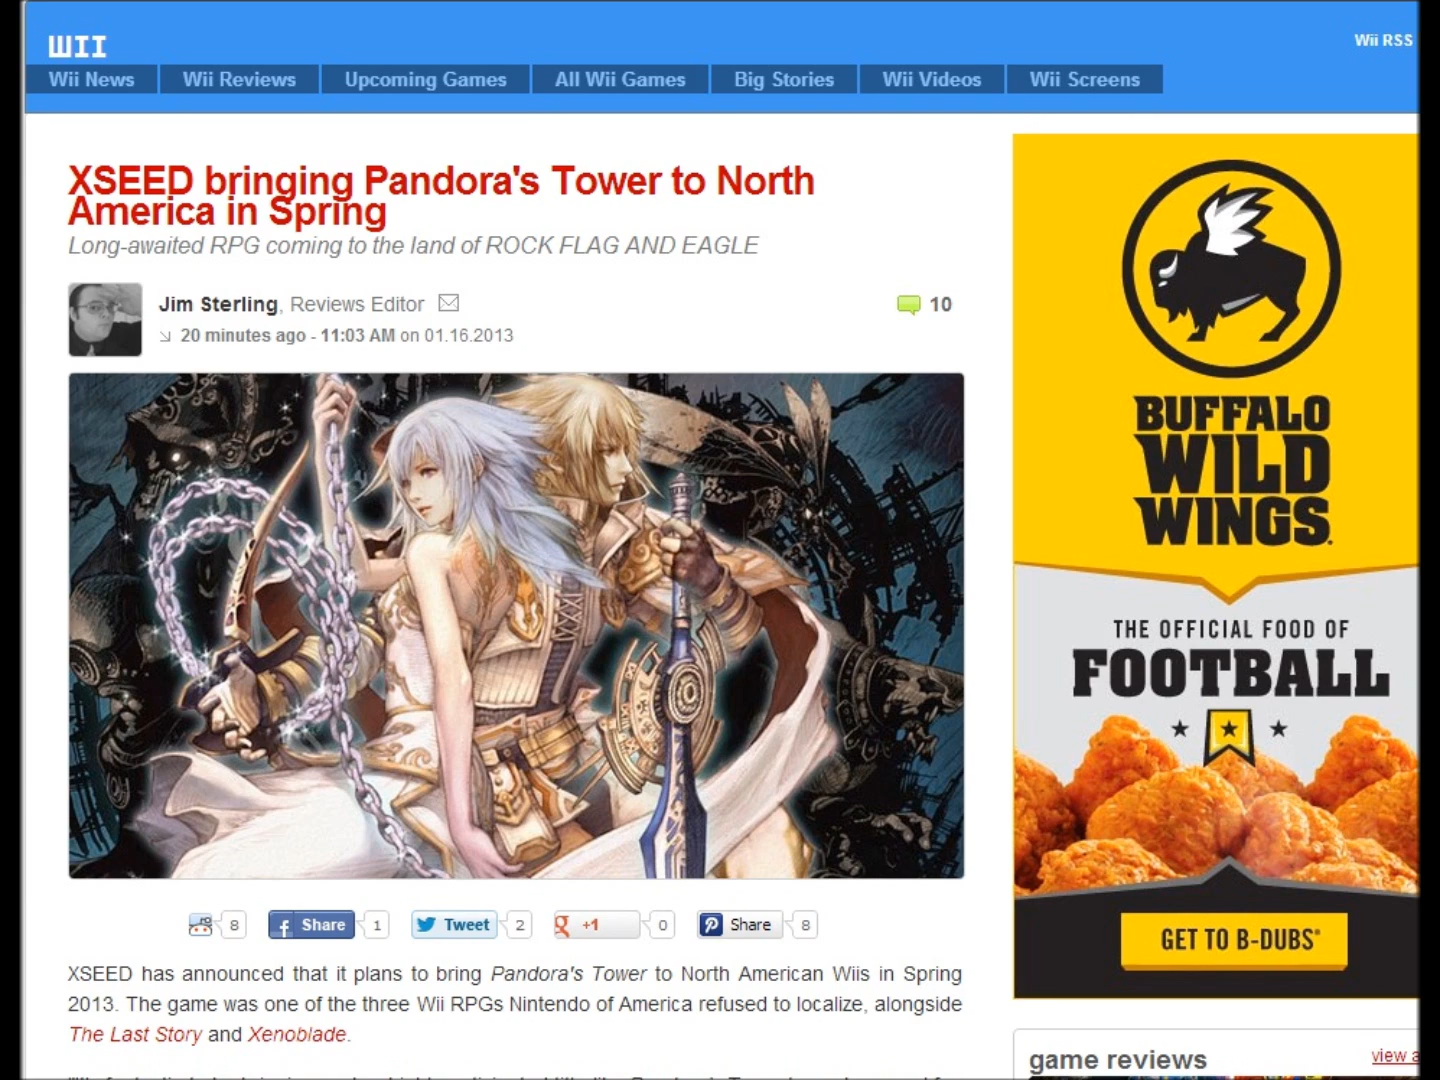 WII
Wii RSS
Wii News
Wii Reviews
Upcoming Games
All Wii Games
Big Stories
Wii Videos
Wii Screens
XSEED bringing Pandora's Tower to North
America in Spring
Long-awaited RPG coming to the land of ROCK FLAG AND EAGLE
Jim Sterling, Reviews Editor
10
20 minutes ago - 11:03 AM on 01.16.2013
8
Share 1
Tweet 2
+1 0
Share 8
XSEED has announced that it plans to bring Pandora's Tower to North American Wiis in Spring
2013. The game was one of the three Wii RPGs Nintendo of America refused to localize, alongside
The Last Story and Xenoblade.
BUFFALO
WILD
WINGS.
THE OFFICIAL FOOD OF
FOOTBALL
GET TO B-DUBS®
game reviews
view a